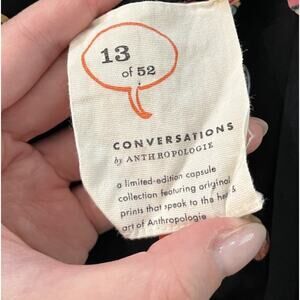 13
of 52
CONVERSATIONS
by ANTHROPOLOGIE
a limited-edition capsule
collection featuring original
prints that speak to the he &
art of Anthropologie